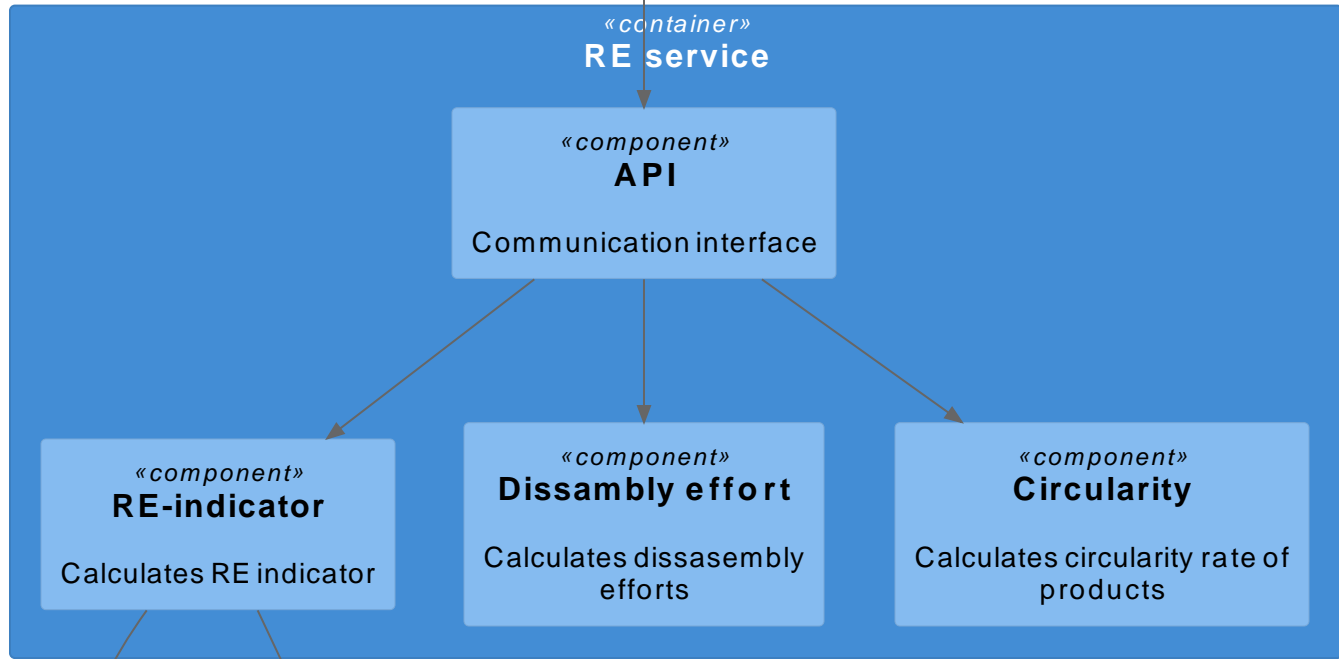 «container»
RE service
«component»
API
Communication interface
«component»
RE-indicator
Calculates RE indicator
«component»
Dissambly effort
Calculates dissasembly
efforts
«component»
Circularity
Calculates circularity rate of
products